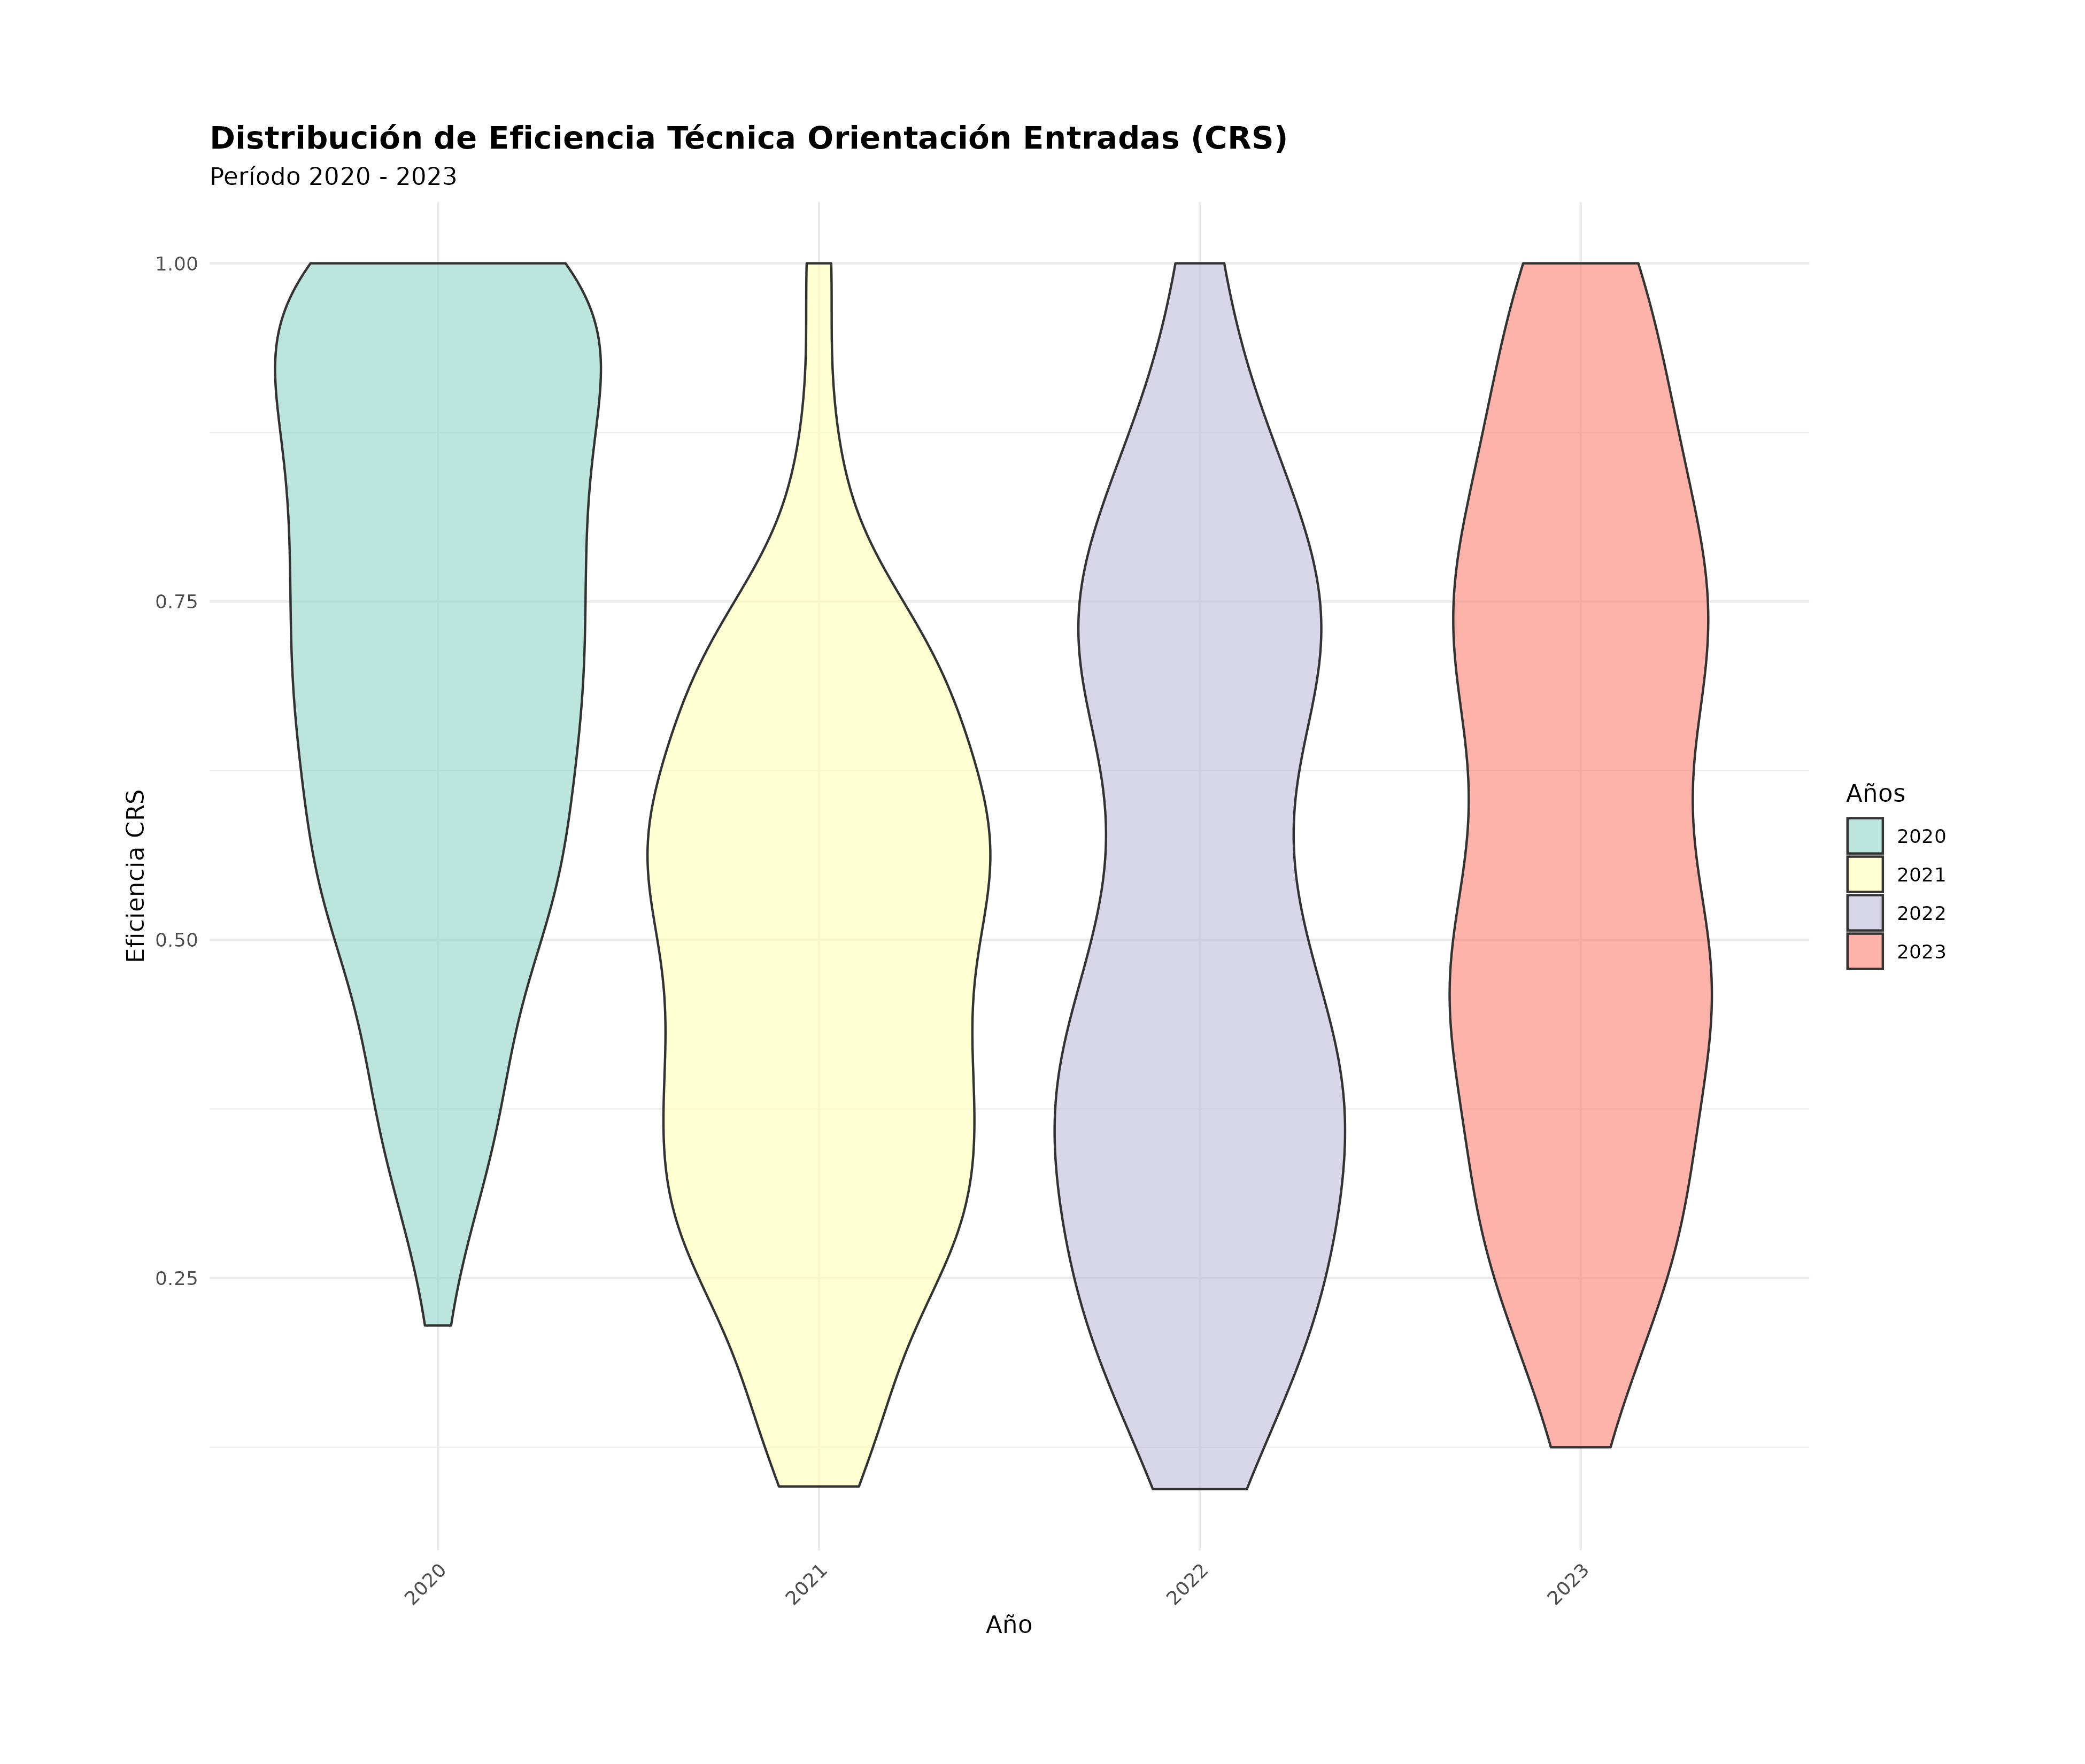 Distribución de Eficiencia Técnica Orientación Entradas (CRS)
Período 2020 - 2023
Eficiencia CRS
1.00
0.75
0.50
0.25
2020
2021
2022
2023
Año
Años
2020
2021
2022
2023